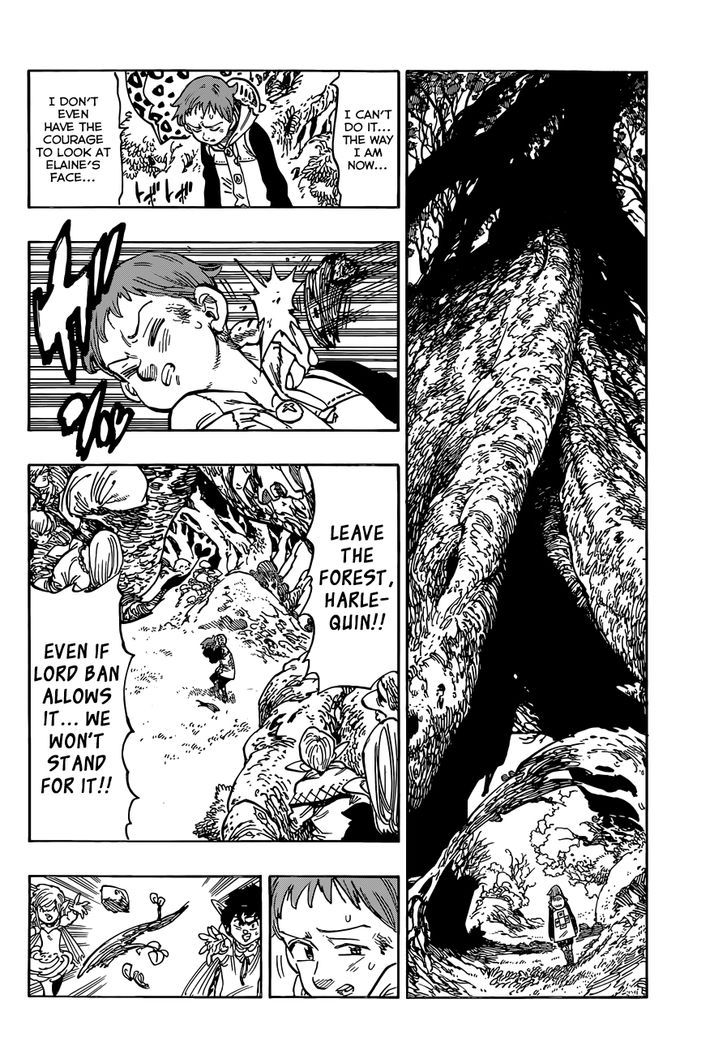 I CAN'T
DO IT...
THE WAY
I AM
NOW...
I DON'T
EVEN
HAVE THE
COURAGE
TO LOOK AT
ELAINE'S
FACE...
LEAVE
THE
FOREST,
HARLE-
QUIN!!
EVEN IF
LORD BAN
ALLOWS
IT... WE
WON'T
STAND
FOR IT!!